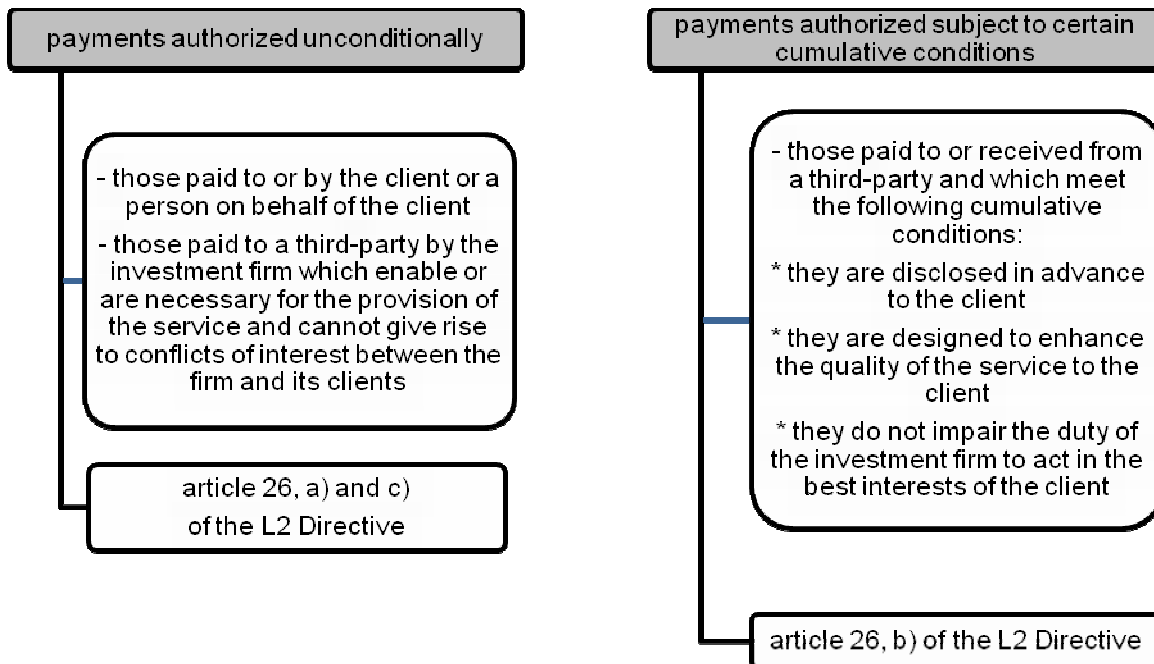 payments authorized unconditionally
- those paid to or by the client or a
person on behalf of the client
- those paid to a third-party by the
investment firm which enable or
are necessary for the provision of
the service and cannot give rise
to conflicts of interest between the
firm and its clients
article 26, a) and c)
of the L2 Directive
payments authorized subject to certain
cumulative conditions
- those paid to or received from
a third-party and which meet
the following cumulative
conditions:
* they are disclosed in advance
to the client
* they are designed to enhance
the quality of the service to the
client
* they do not impair the duty of
the investment firm to act in the
best interests of the client
article 26, b) of the L2 Directive